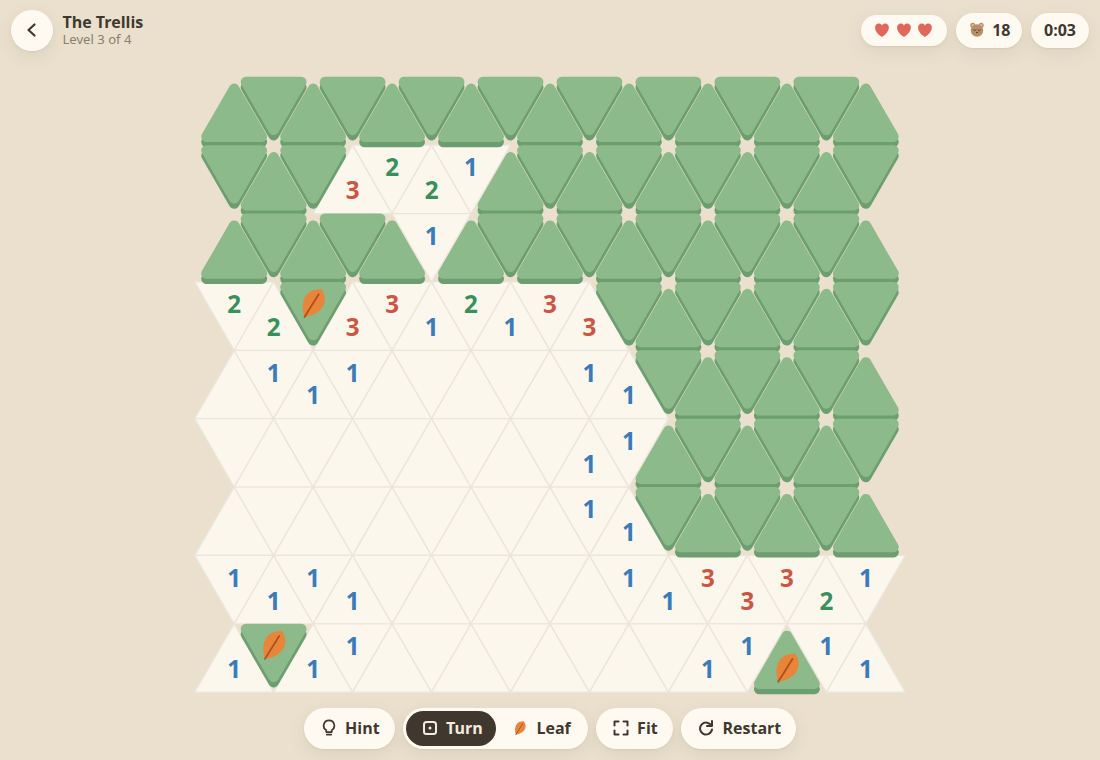 The Trellis
Level 3 of 4
18
0:03
2 1
3 2
1
2 3 2 3
2 3 1 1 3
1 1 1
1 1
1
1
1
1
1 1 1 3 3 1
1 1 1 3 2
1 1 1
1 1 1 1
Hint
Turn
Leaf
Fit
Restart